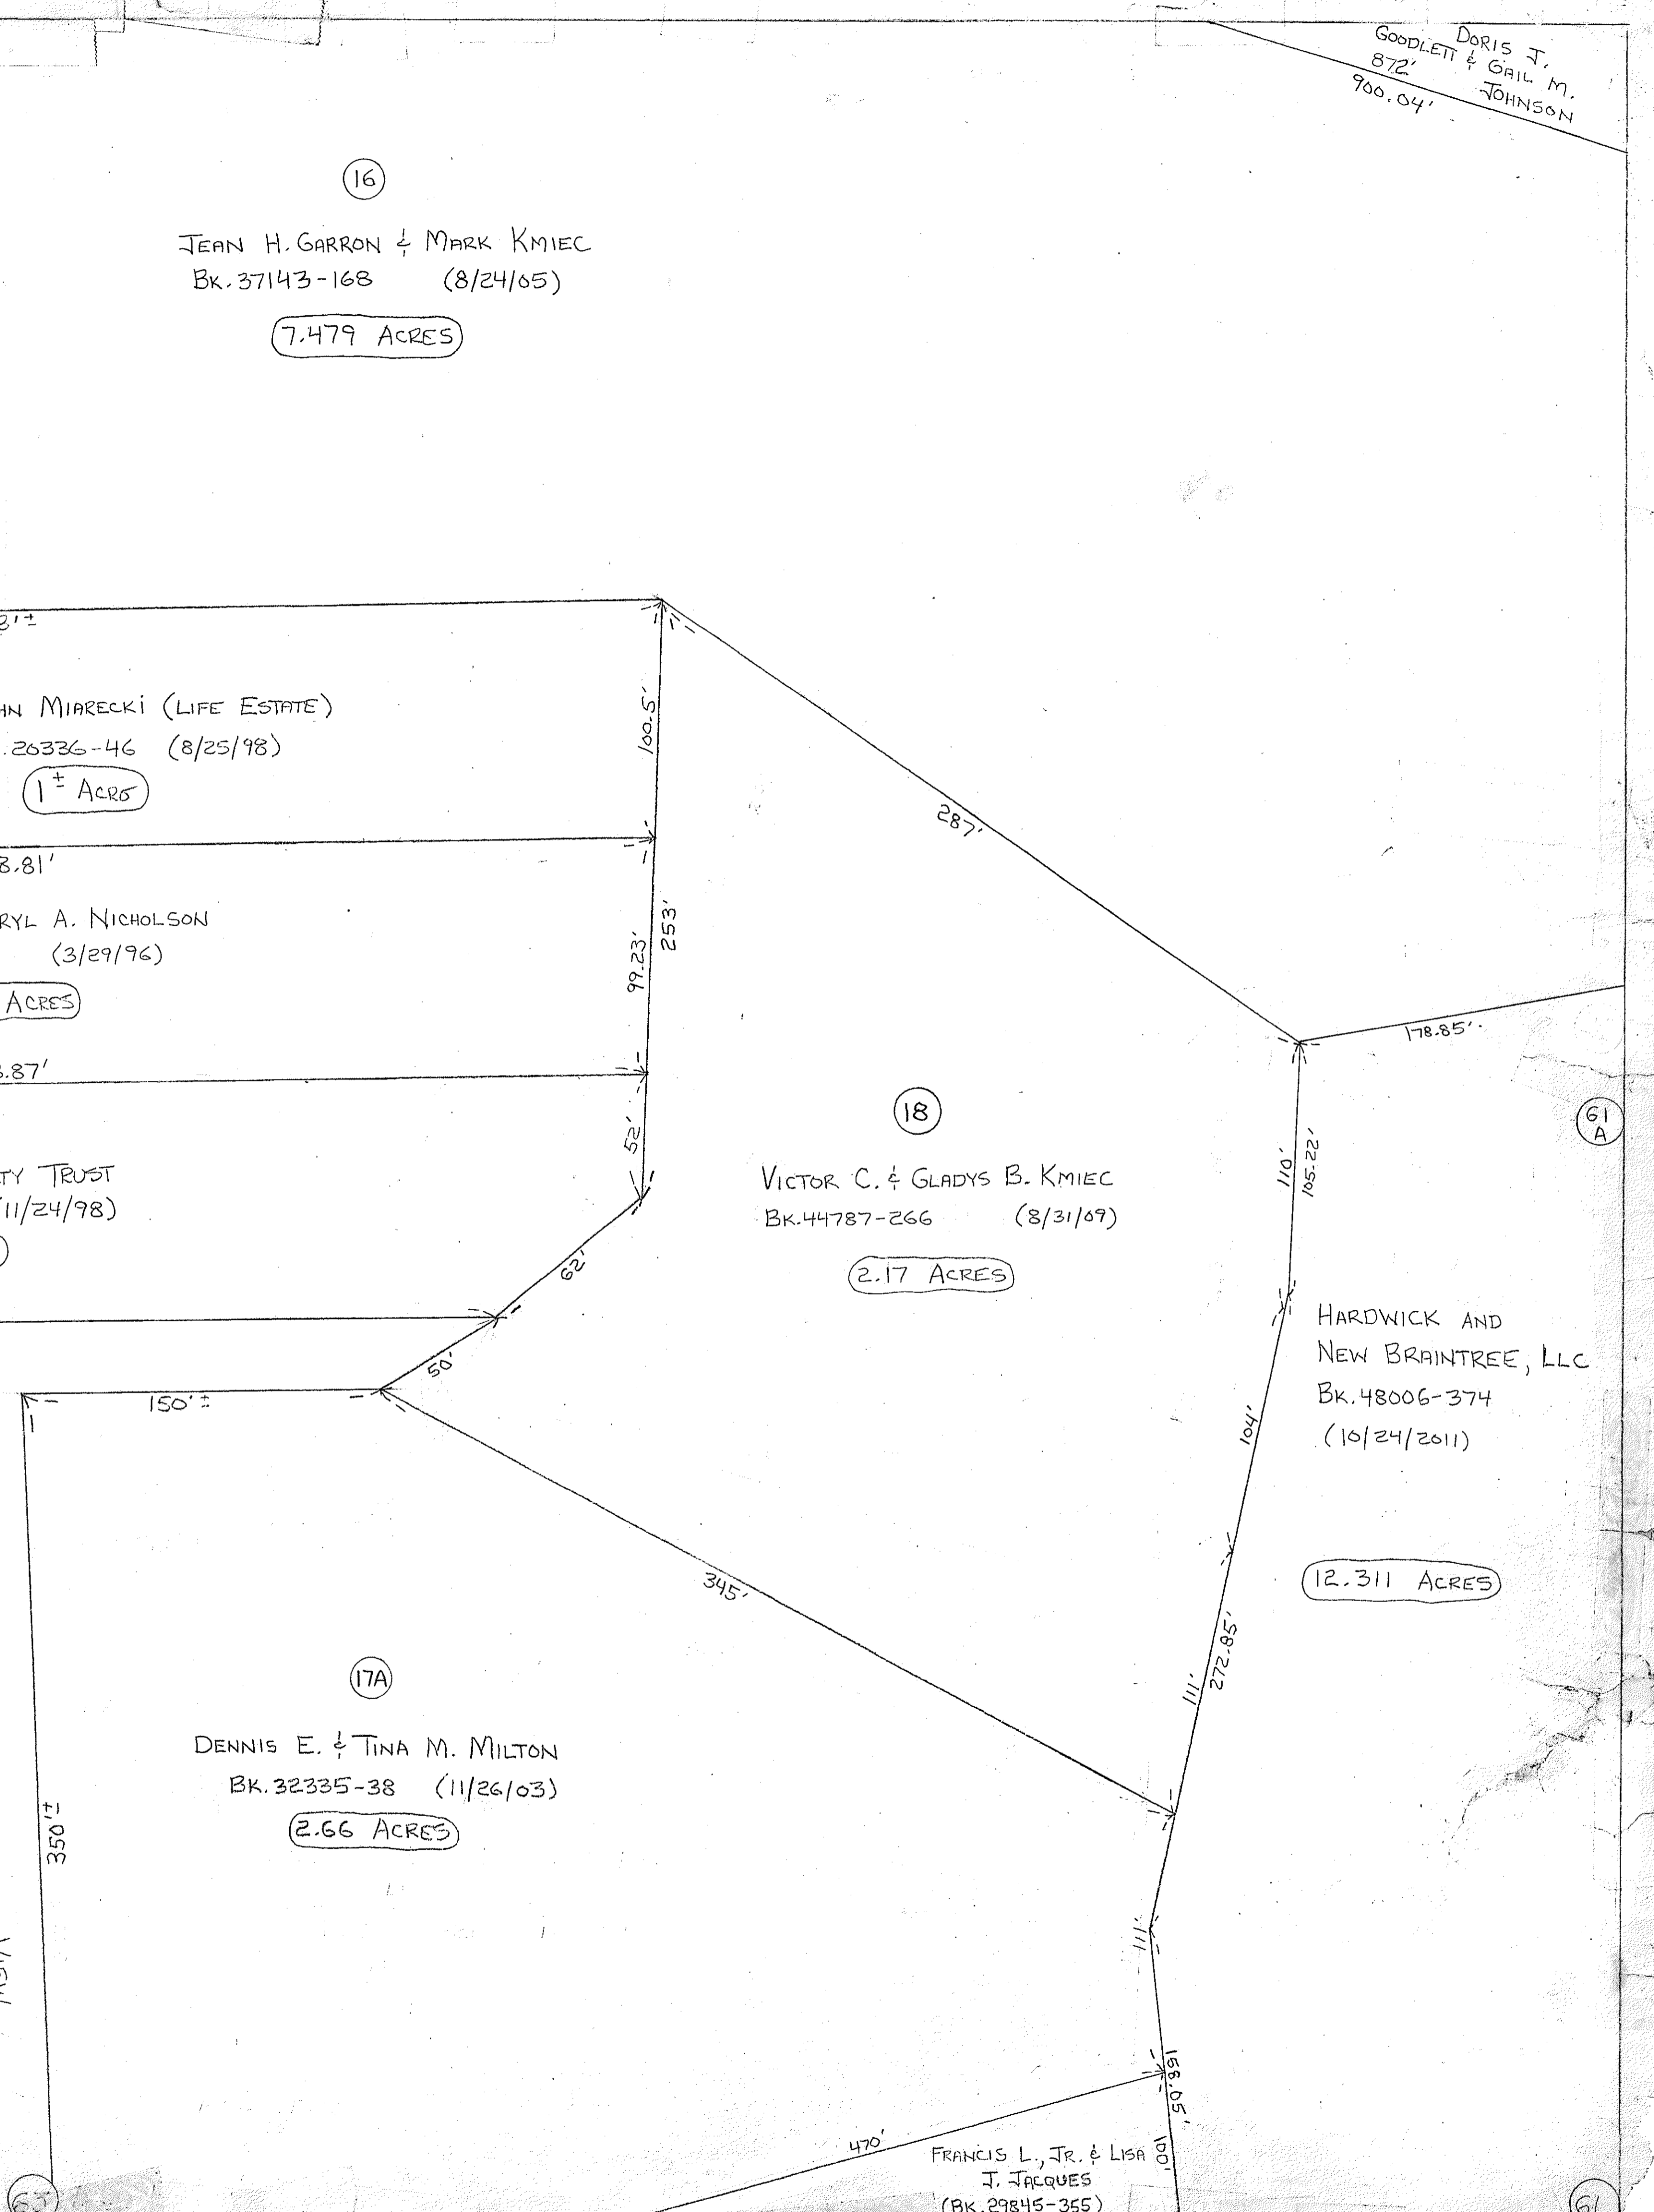 DORIS J.
GOODLETT & GAIL M.
JOHNSON
872'
900.04'
16
JEAN H. GARRON & MARK KMIEC
BK. 37143-168 (8/24/05)
7.479 ACRES
3'±
HN MIARECKI (LIFE ESTATE)
.20336-46 (8/25/98)
1± ACRE
100.5'
287'
8.81'
RYL A. NICHOLSON
(3/29/96)
ACRES
99.23'
253'
178.85'
.87'
52'
18
61
A
VICTOR C. & GLADYS B. KMIEC
BK. 44787-266 (8/31/09)
2.17 ACRES
110'
105.22'
TY TRUST
(11/24/98)
62'
50'
150'±
HARDWICK AND
NEW BRAINTREE, LLC
BK. 48006-374
(10/24/2011)
12.311 ACRES
104'
345'
272.85'
111'
17A
DENNIS E. & TINA M. MILTON
BK. 32335-38 (11/26/03)
2.66 ACRES
350'±
111'
158.05'
470'
100'
FRANCIS L., JR. & LISA
J. JACQUES
(BK. 29845-355)
63
61